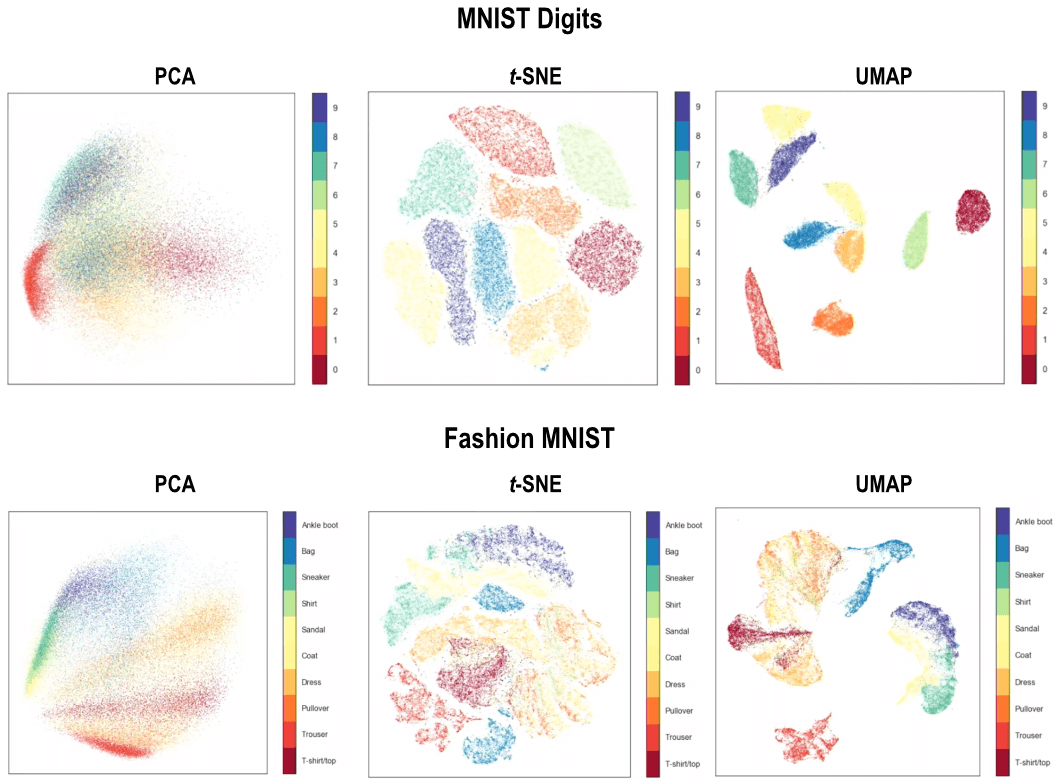 MNIST Digits
PCA
t-SNE
UMAP
9
8
7
6
5
4
3
2
1
0
9
8
7
6
5
4
3
2
1
0
9
8
7
6
5
4
3
2
1
0
Fashion MNIST
PCA
t-SNE
UMAP
Ankle boot
Bag
Sneaker
Shirt
Sandal
Coat
Dress
Pullover
Trouser
T-shirt/top
Ankle boot
Bag
Sneaker
Shirt
Sandal
Coat
Dress
Pullover
Trouser
T-shirt/top
Ankle boot
Bag
Sneaker
Shirt
Sandal
Coat
Dress
Pullover
Trouser
T-shirt/top